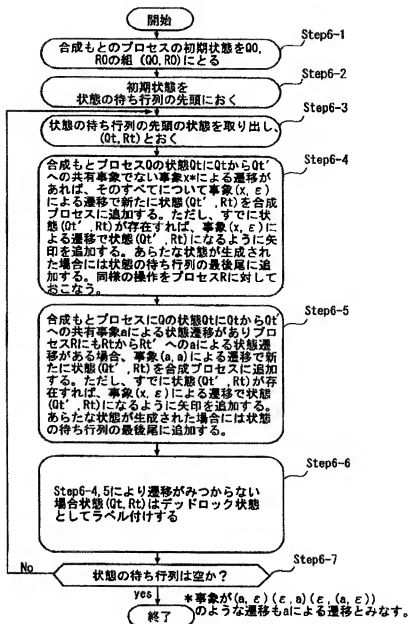 開始
Step6-1
合成もとのプロセスの初期状態をQ0,
R0の組 (Q0, R0)にとる
Step6-2
初期状態を
状態の待ち行列の先頭におく
Step6-3
状態の待ち行列の先頭の状態を取り出し、
(Qt, Rt)とおく
Step6-4
合成もとプロセスQの状態QtにQtからQt'
への共有事象でない事象x*による遷移が
あれば、そのすべてについて事象(x, ε)
による遷移で新たに状態(Qt', Rt)を合成
プロセスに追加する。ただし、すでに状
態(Qt', Rt)が存在すれば、事象(x, ε)
による遷移で状態(Qt', Rt)になるように矢
印を追加する。あらたな状態が生成され
た場合には状態の待ち行列の最後尾に追
加する。同様の操作をプロセスRに対して
おこなう。
Step6-5
合成もとプロセスにQの状態QtにQtからQt'
への共有事象aによる状態遷移がありプロ
セスRにもRtからRt'へのaによる状態遷
移がある場合、事象(a, a)による遷移で新
たに状態(Qt', Rt)を合成プロセスに追加
する。ただし、すでに状態(Qt', Rt)が存
在すれば、事象(x, ε)による遷移で状態
(Qt', Rt)になるように矢印を追加する。
あらたな状態が生成された場合には状態
の待ち行列の最後尾に追加する。
Step6-6
Step6-4,5により遷移がみつからない
場合状態(Qt, Rt)はデッドロック状態
としてラベル付けする
Step6-7
No
状態の待ち行列は空か?
yes
*事象が(a, ε)(ε, a)(ε, (a, ε))
のような遷移もaによる遷移とみなす。
終了